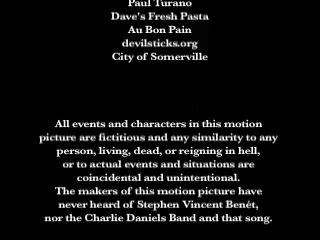 Paul Turano
Dave's Fresh Pasta
Au Bon Pain
devilsticks.org
City of Somerville
All events and characters in this motion
picture are fictitious and any similarity to any
person, living, dead, or reigning in hell,
or to actual events and situations are
coincidental and unintentional.
The makers of this motion picture have
never heard of Stephen Vincent Benét,
nor the Charlie Daniels Band and that song.